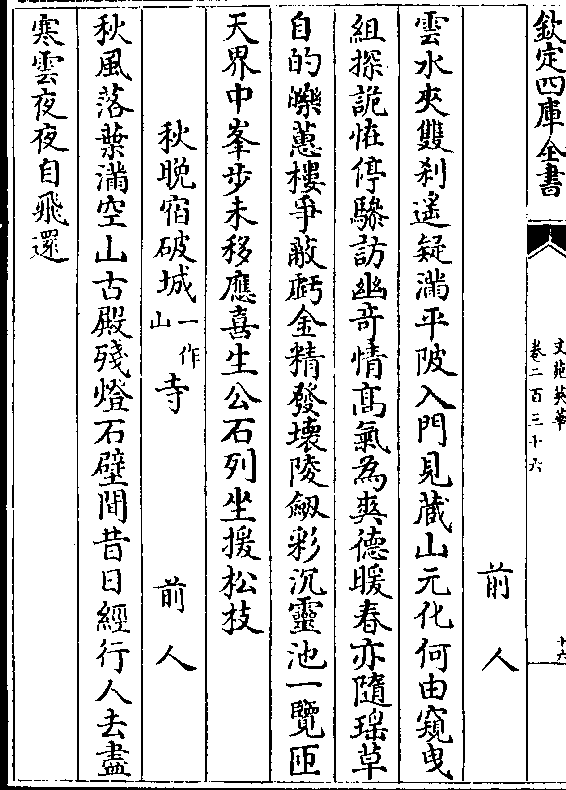 欽定四庫全書
文苑英華
卷二百三十六
十六
前人
雲水夾雙刹遥疑滿平陂入門見藏山元化何由窺曳
組探詭怪停驂訪幽奇情髙氣為爽德暖春亦隨瑶草
自的皪蕙樓爭蔽虧金精發壞陵劔彩沉靈池一覽匝
天界中峯步未移應喜生公石列坐援松枝
秋晚宿破城一作山寺 前人
秋風落葉滿空山古殿殘燈石壁間昔日經行人去盡
寒雲夜夜自飛還